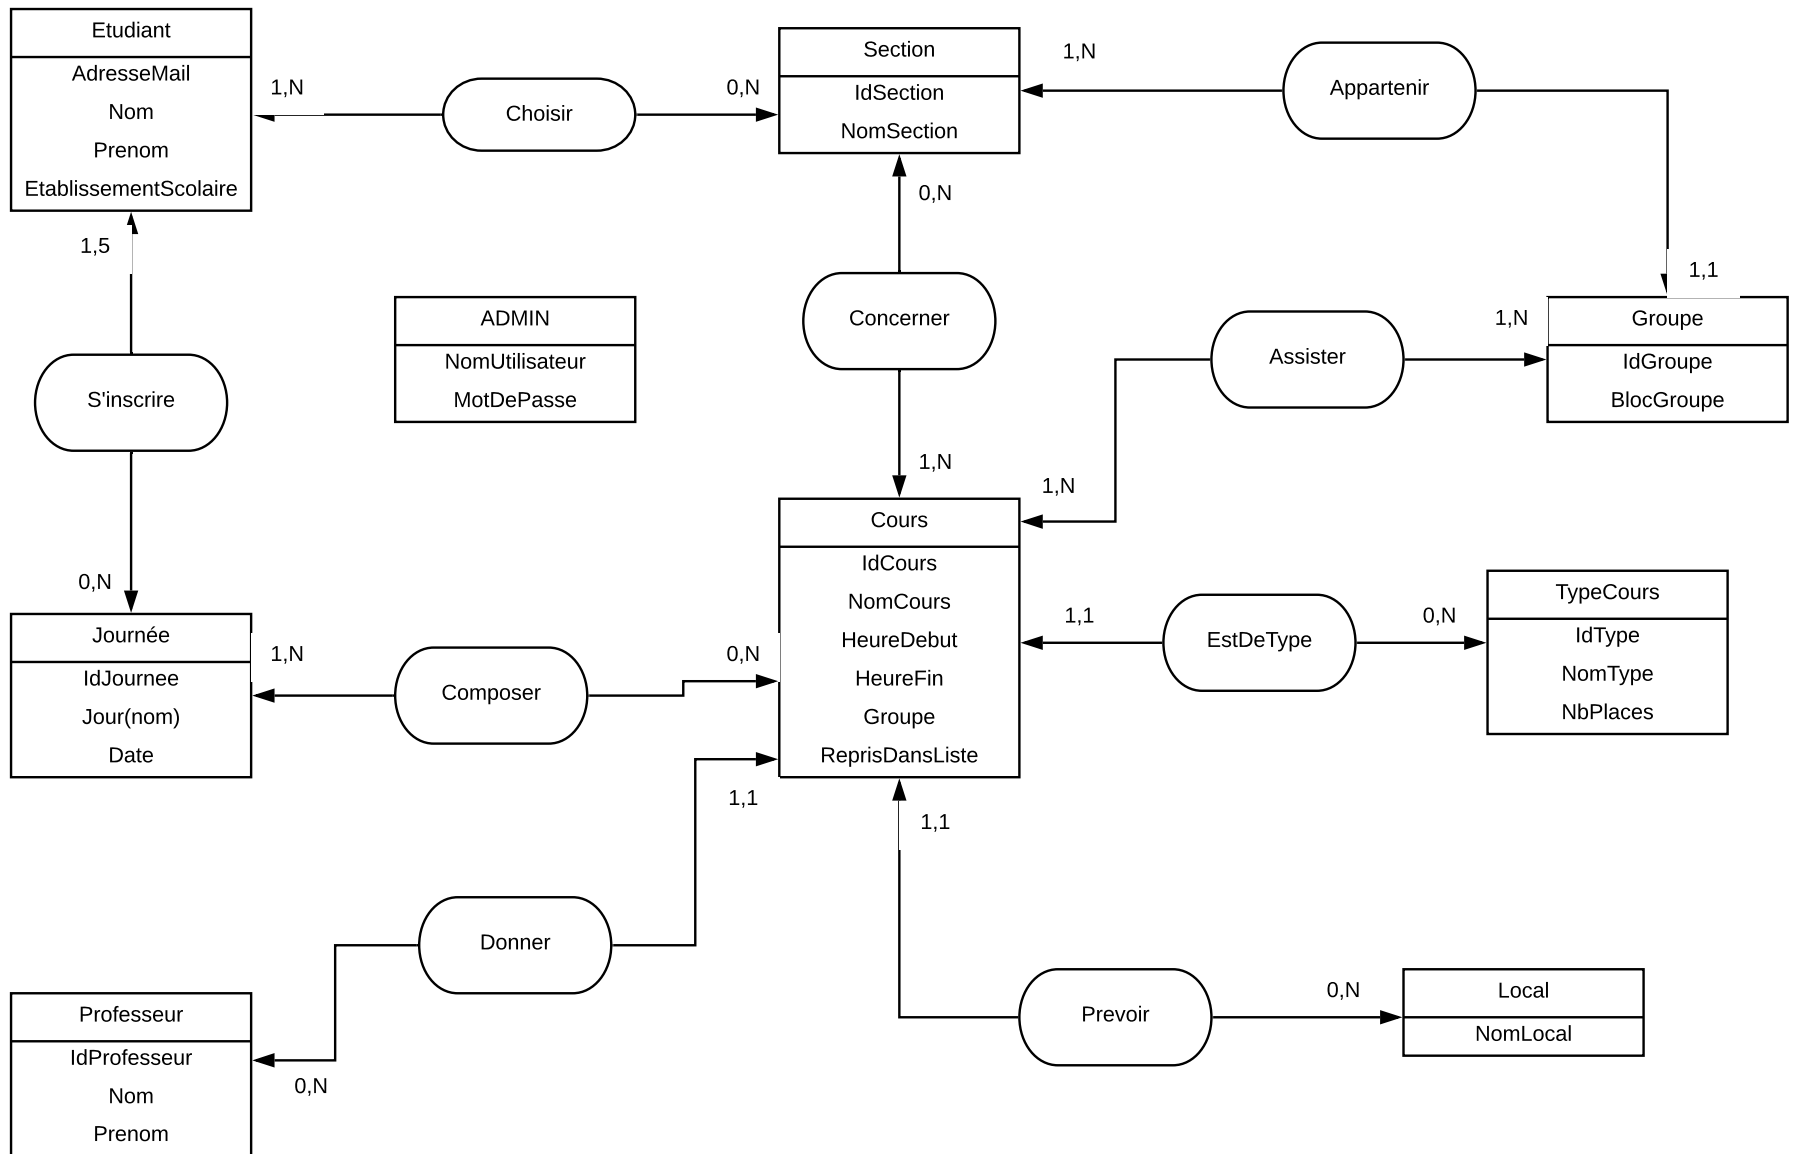 Etudiant
AdresseMail
Nom
Prenom
EtablissementScolaire
1,N
Choisir
0,N
Section
IdSection
NomSection
1,N
Appartenir
1,1
0,N
1,5
S'inscrire
0,N
ADMIN
NomUtilisateur
MotDePasse
Concerner
1,N
Assister
1,N
1,N
Groupe
IdGroupe
BlocGroupe
Journée
IdJournee
Jour(nom)
Date
1,N
Composer
0,N
Cours
IdCours
NomCours
HeureDebut
HeureFin
Groupe
ReprisDansListe
1,1
EstDeType
0,N
TypeCours
IdType
NomType
NbPlaces
1,1
1,1
Donner
0,N
Professeur
IdProfesseur
Nom
Prenom
Prevoir
0,N
Local
NomLocal